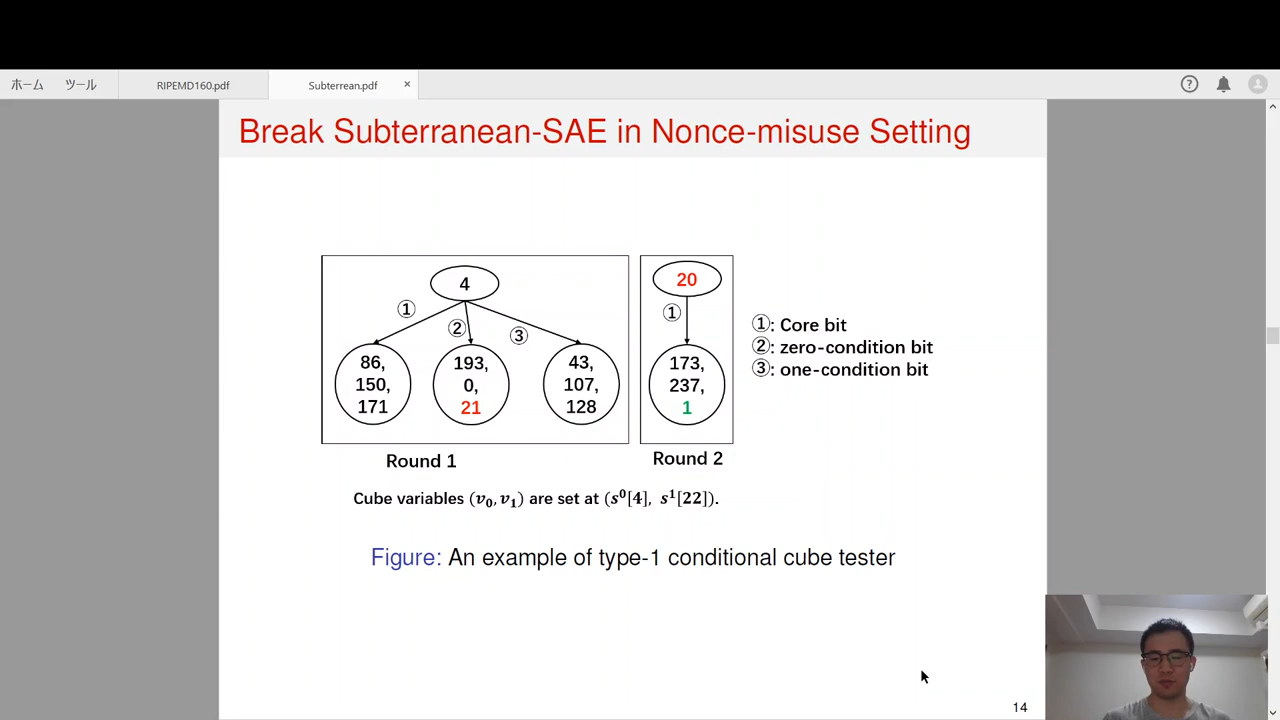 ホーム ツール RIPEMD160.pdf Subterrean.pdf × ?
Break Subterranean-SAE in Nonce-misuse Setting
4
20
① ② ③
①
86,
150,
171
193,
0,
21
43,
107,
128
173,
237,
1
①: Core bit
②: zero-condition bit
③: one-condition bit
Round 1
Round 2
Cube variables (v₀, v₁) are set at (s⁰[4], s¹[22]).
Figure: An example of type-1 conditional cube tester
14